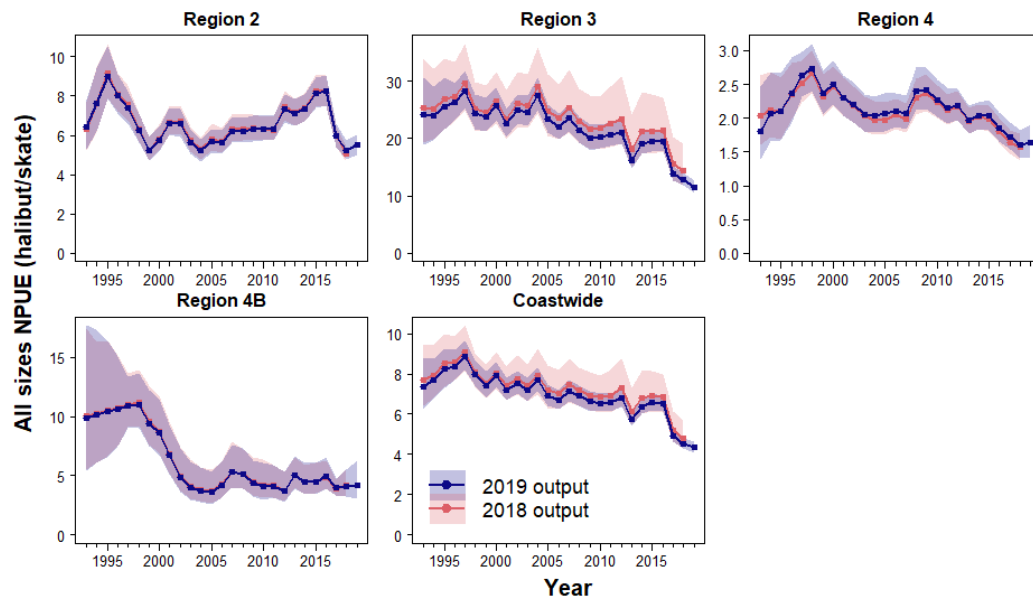 Region 2
Region 3
Region 4
All sizes NPUE (halibut/skate)
0
2
4
6
8
10
1995 2000 2005 2010 2015
0
10
20
30
1995 2000 2005 2010 2015
0.0
0.5
1.0
1.5
2.0
2.5
3.0
1995 2000 2005 2010 2015
Region 4B
Coastwide
0
5
10
15
1995 2000 2005 2010 2015
0
2
4
6
8
10
2019 output
2018 output
1995 2000 2005 2010 2015
Year